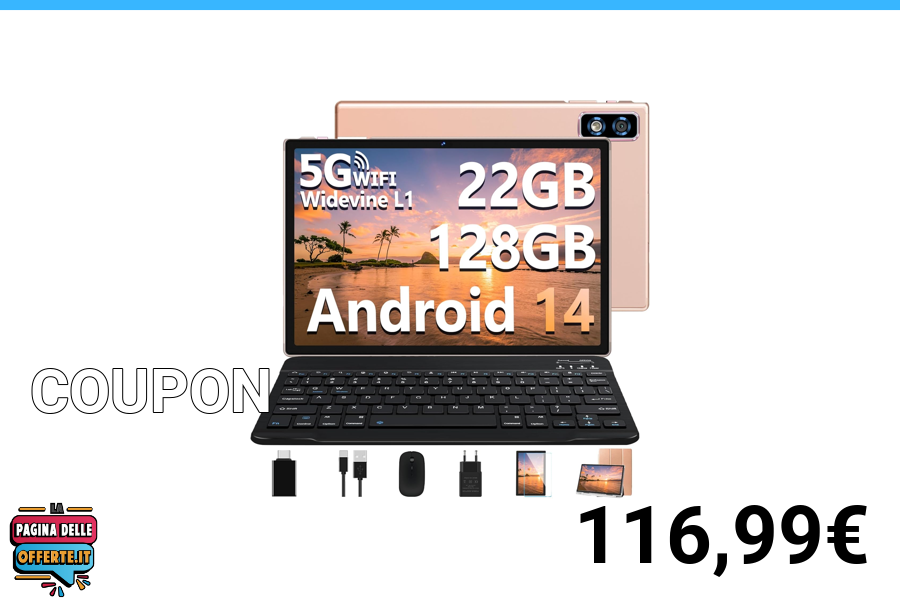 5G WIFI
Widevine L1
22GB
128GB
Android 14
COUPON
LA
PAGINA DELLE
OFFERTE.IT
116,99€